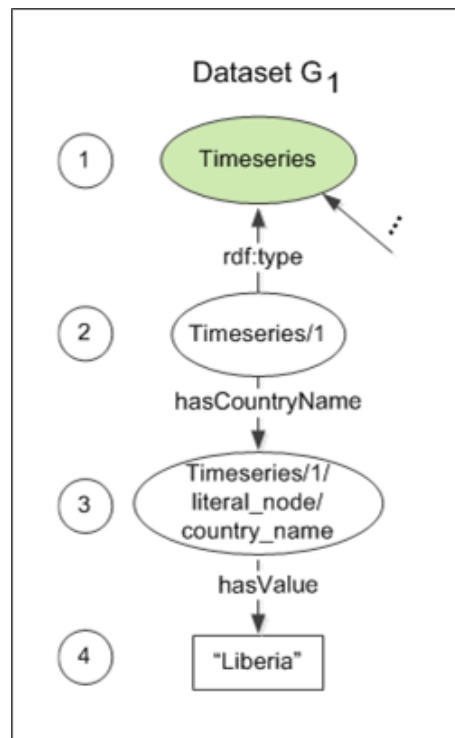 Dataset G1
1
Timeseries
...
rdf:type
2
Timeseries/1
hasCountryName
3
Timeseries/1/
literal_node/
country_name
hasValue
4
“Liberia”